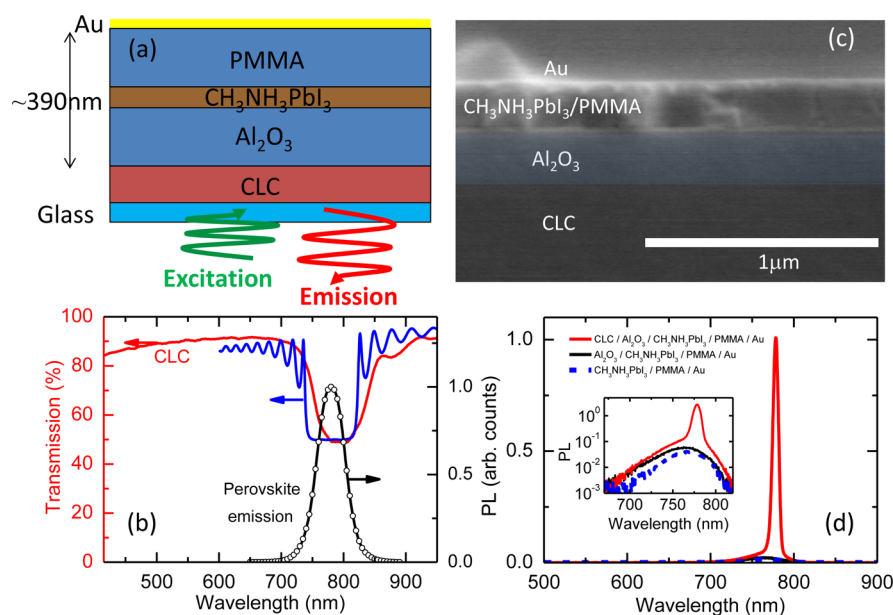 (a)
Au
PMMA
CH₃NH₃PbI₃
~390nm
Al₂O₃
CLC
Glass
Excitation
Emission
(c)
Au
CH₃NH₃PbI₃/PMMA
Al₂O₃
CLC
1μm
(b)
Transmission (%)
100
80
60
40
20
0
CLC
Perovskite
emission
1.0
0.5
0.0
PL (arb. counts)
500 600 700 800 900
Wavelength (nm)
(d)
1.0
0.5
0.0
CLC / Al₂O₃ / CH₃NH₃PbI₃ / PMMA / Au
Al₂O₃ / CH₃NH₃PbI₃ / PMMA / Au
CH₃NH₃PbI₃ / PMMA / Au
PL
10⁰
10⁻¹
10⁻²
10⁻³
700 750 800
Wavelength (nm)
500 600 700 800 900
Wavelength (nm)